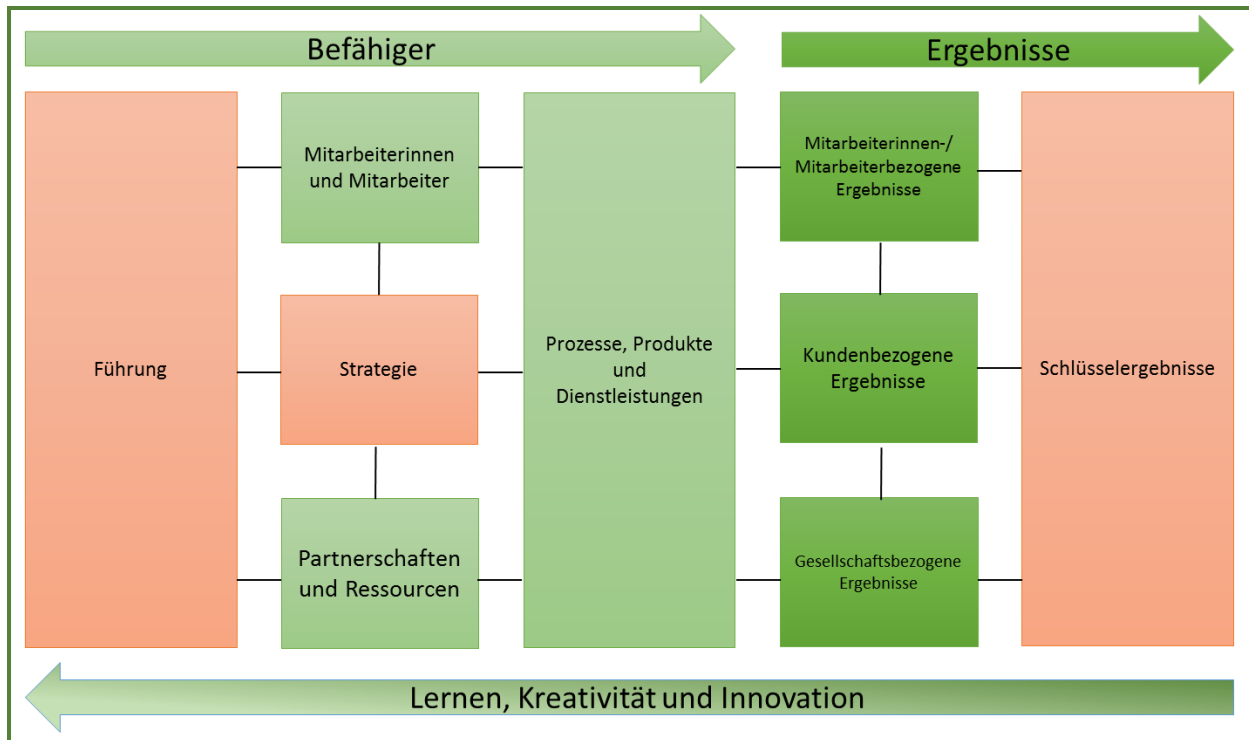 Befähiger
Ergebnisse
Führung
Mitarbeiterinnen
und Mitarbeiter
Strategie
Partnerschaften
und Ressourcen
Prozesse, Produkte
und
Dienstleistungen
Mitarbeiterinnen-/
Mitarbeiterbezogene
Ergebnisse
Kundenbezogene
Ergebnisse
Gesellschaftsbezogene
Ergebnisse
Schlüsselergebnisse
Lernen, Kreativität und Innovation